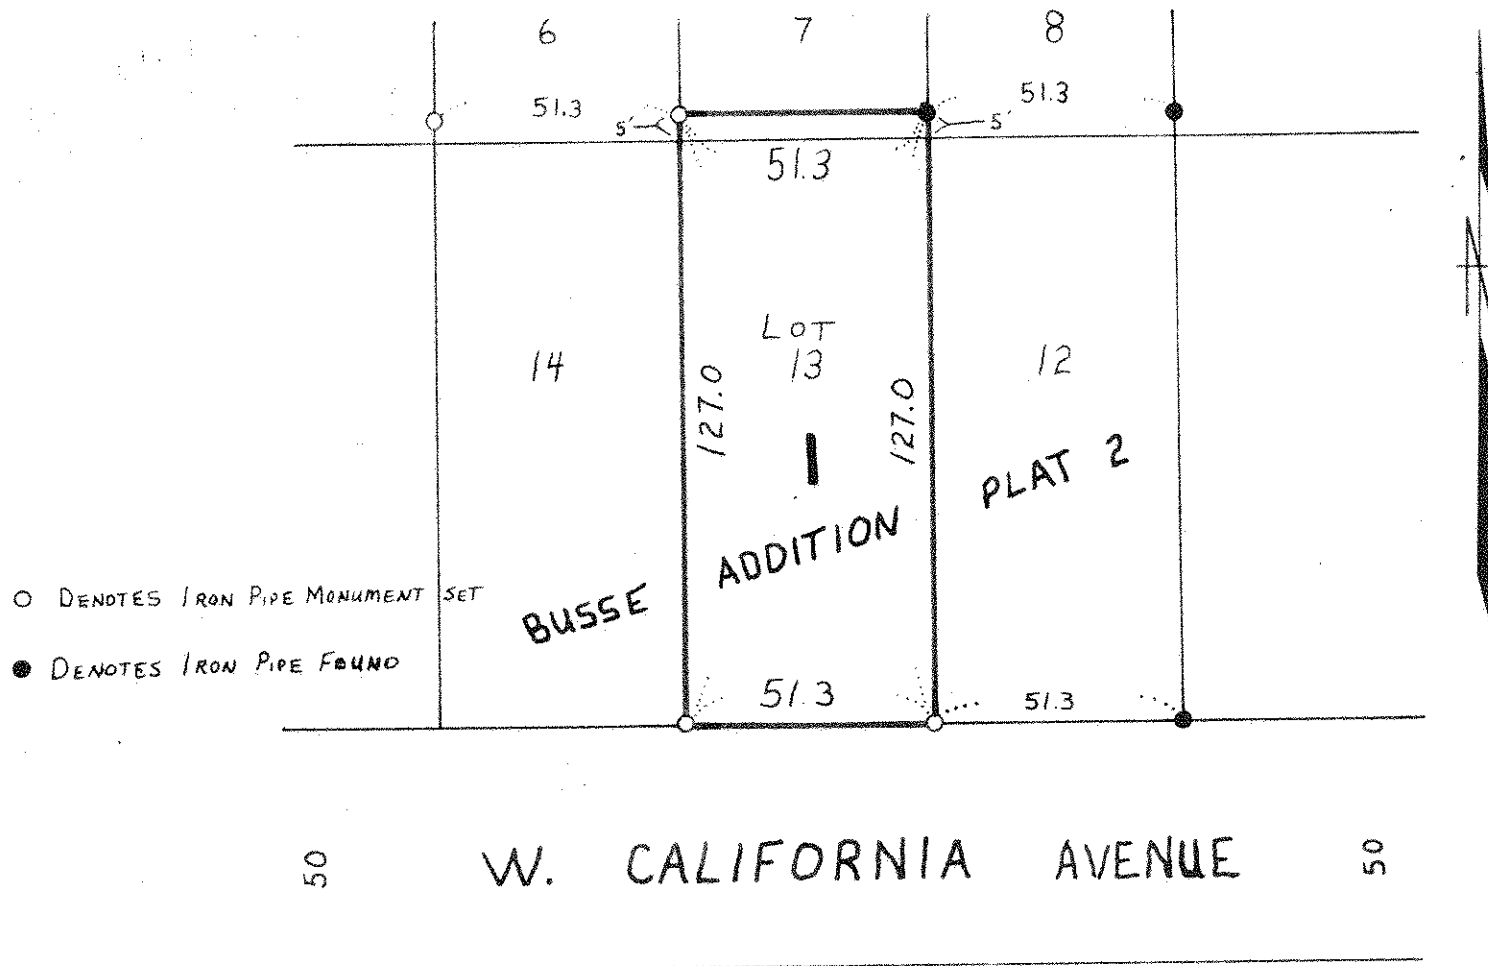 6 7 8
51.3 51.3
5' 5'
51.3
LOT
14 13 12
127.0 127.0
1
PLAT 2
ADDITION
BUSSE
○ DENOTES IRON PIPE MONUMENT SET
● DENOTES IRON PIPE FOUND
51.3 51.3
50 W. CALIFORNIA AVENUE 50